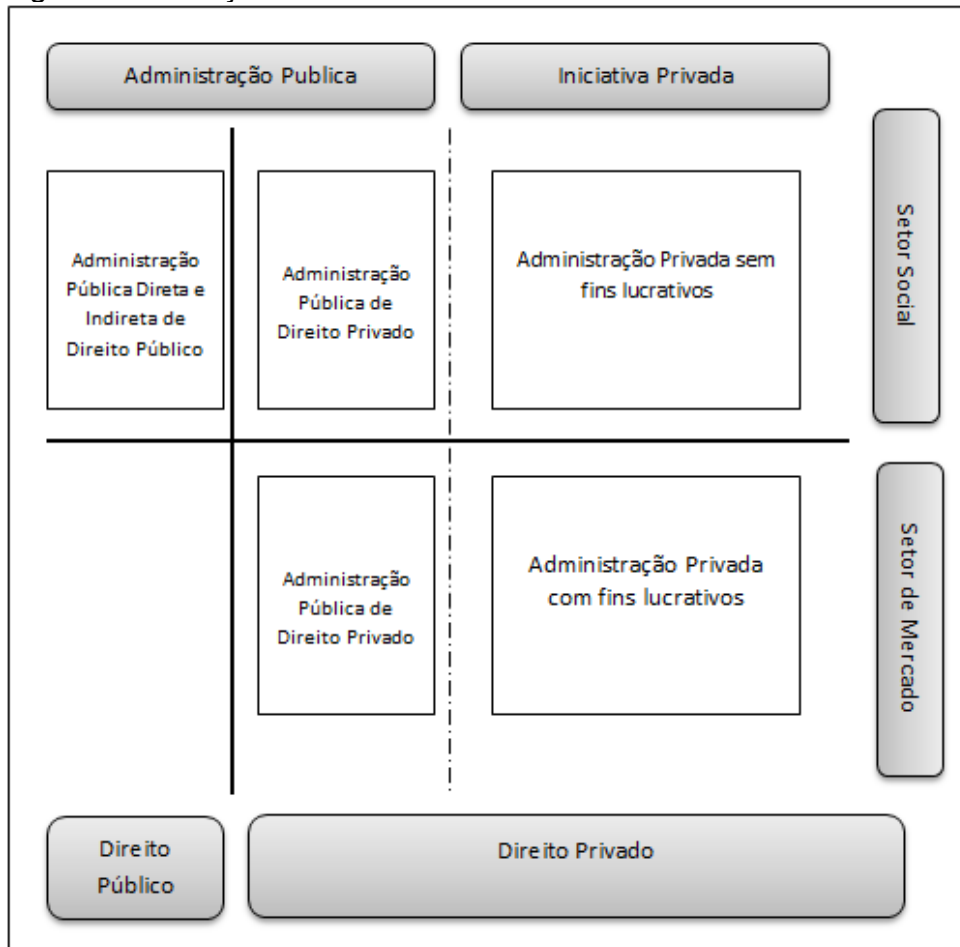 Administração Publica
Iniciativa Privada
Setor Social
Administração
Pública Direta e
Indireta de
Direito Público
Administração
Pública de
Direito Privado
Administração Privada sem
fins lucrativos
Administração
Pública de
Direito Privado
Administração Privada
com fins lucrativos
Setor de Mercado
Direito
Público
Direito Privado